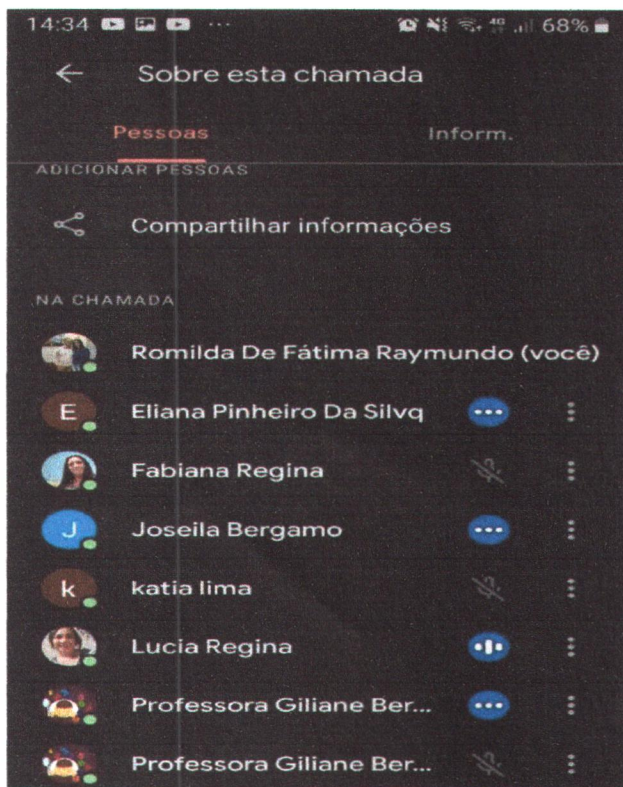 14:34 ... 4G 68%
Sobre esta chamada
Pessoas Inform.
ADICIONAR PESSOAS
Compartilhar informações
NA CHAMADA
Romilda De Fátima Raymundo (você)
E Eliana Pinheiro Da Silvq
Fabiana Regina
J Joseila Bergamo
k katia lima
Lucia Regina
Professora Giliane Ber...
Professora Giliane Ber...